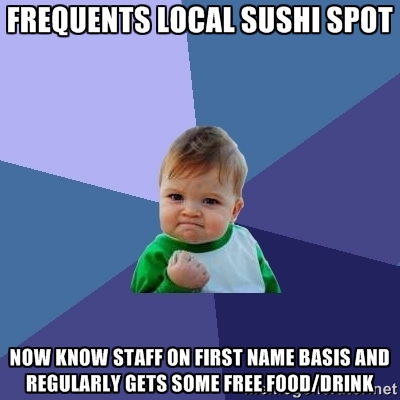 FREQUENTS LOCAL SUSHI SPOT
NOW KNOW STAFF ON FIRST NAME BASIS AND
REGULARLY GETS SOME FREE FOOD/DRINK